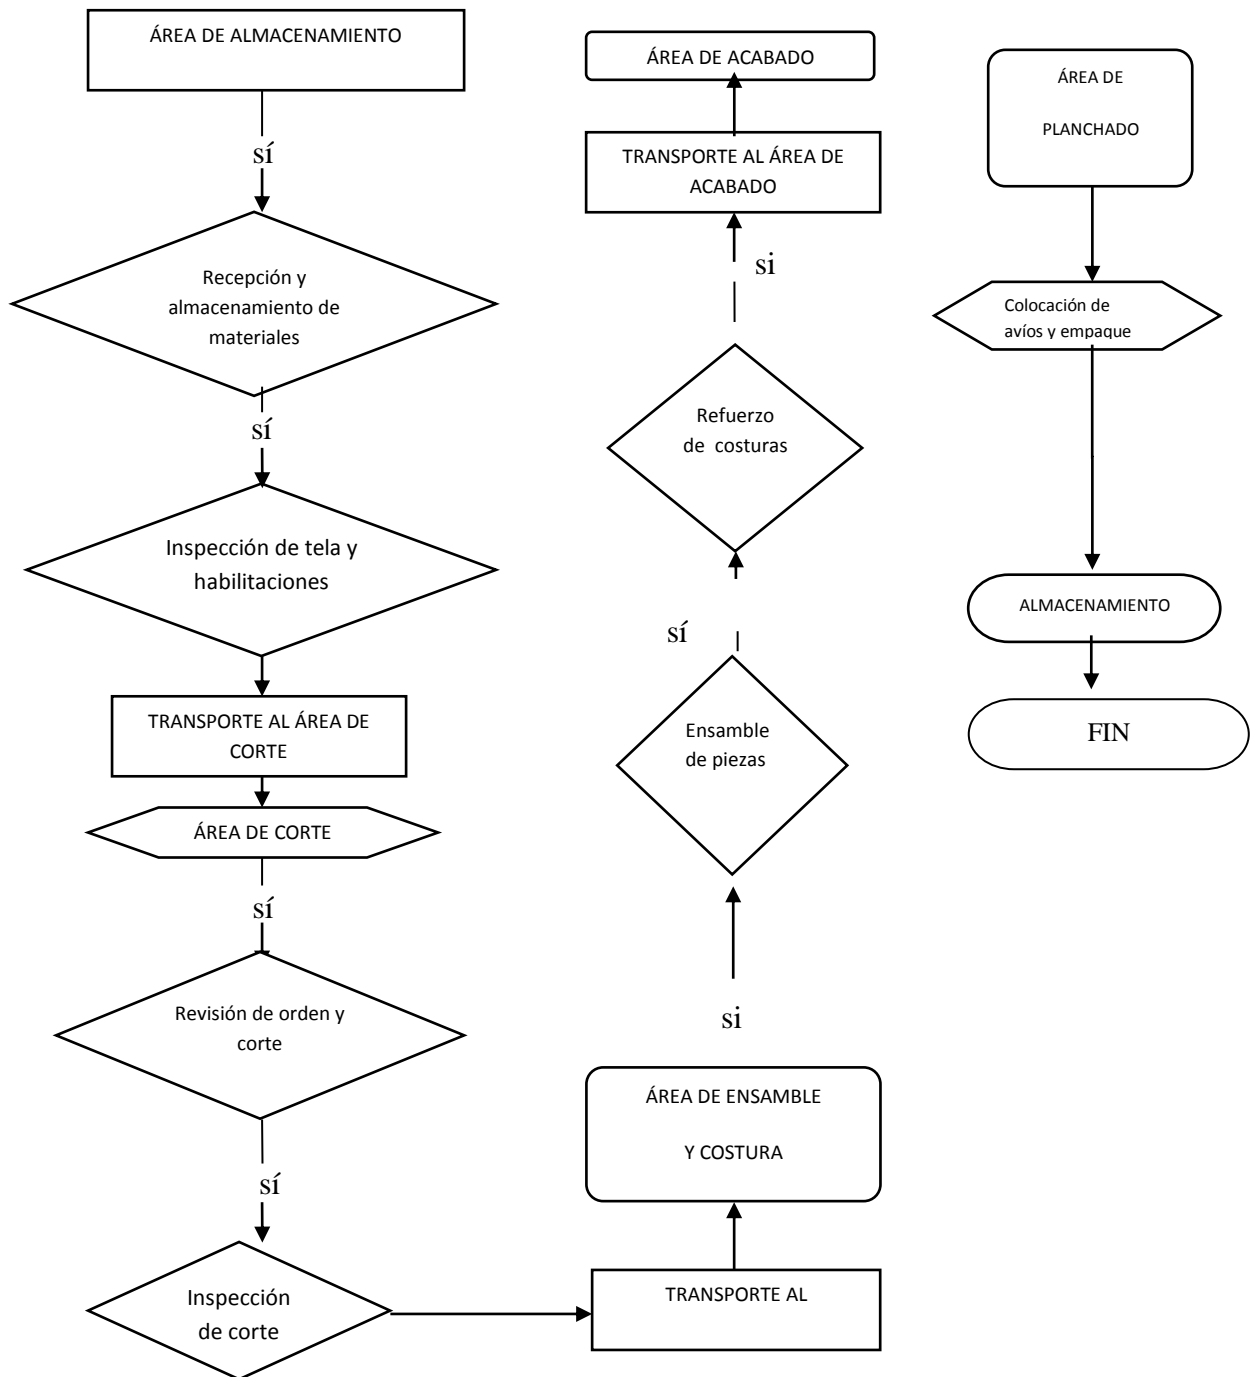 ÁREA DE ALMACENAMIENTO
sí
Recepción y
almacenamiento de
materiales
sí
Inspección de tela y
habilitaciones
TRANSPORTE AL ÁREA DE
CORTE
ÁREA DE CORTE
sí
Revisión de orden y
corte
sí
Inspección
de corte
TRANSPORTE AL
ÁREA DE ENSAMBLE
Y COSTURA
si
Ensamble
de piezas
sí
Refuerzo
de costuras
si
TRANSPORTE AL ÁREA DE
ACABADO
ÁREA DE ACABADO
ÁREA DE
PLANCHADO
Colocación de
avíos y empaque
ALMACENAMIENTO
FIN